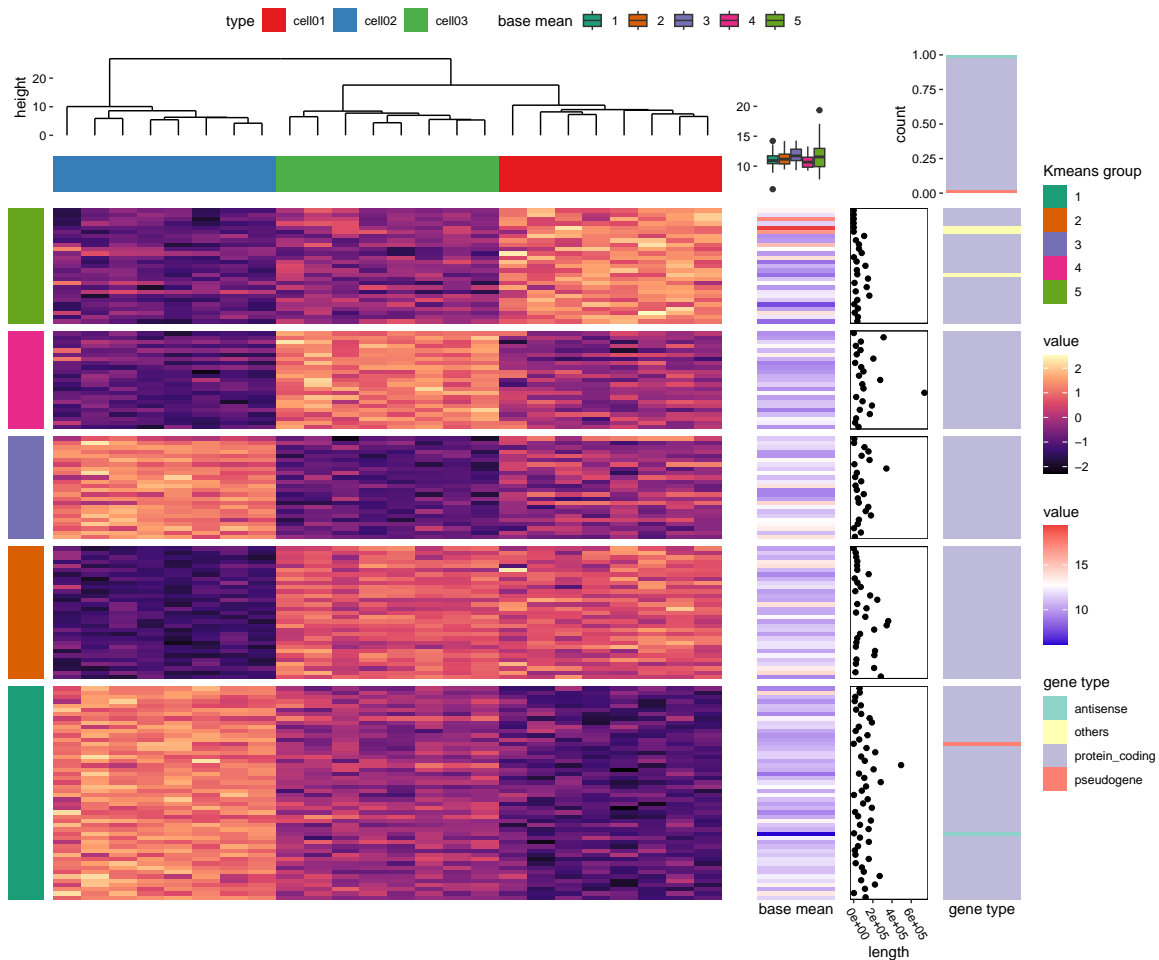 type cell01 cell02 cell03 base mean 1 2 3 4 5
height
20
10
0
20
15
10
count
1.00
0.75
0.50
0.25
0.00
Kmeans group
1
2
3
4
5
value
2
1
0
−1
−2
value
15
10
gene type
antisense
others
protein_coding
pseudogene
base mean
0e+00
2e+05
4e+05
6e+05
length
gene type